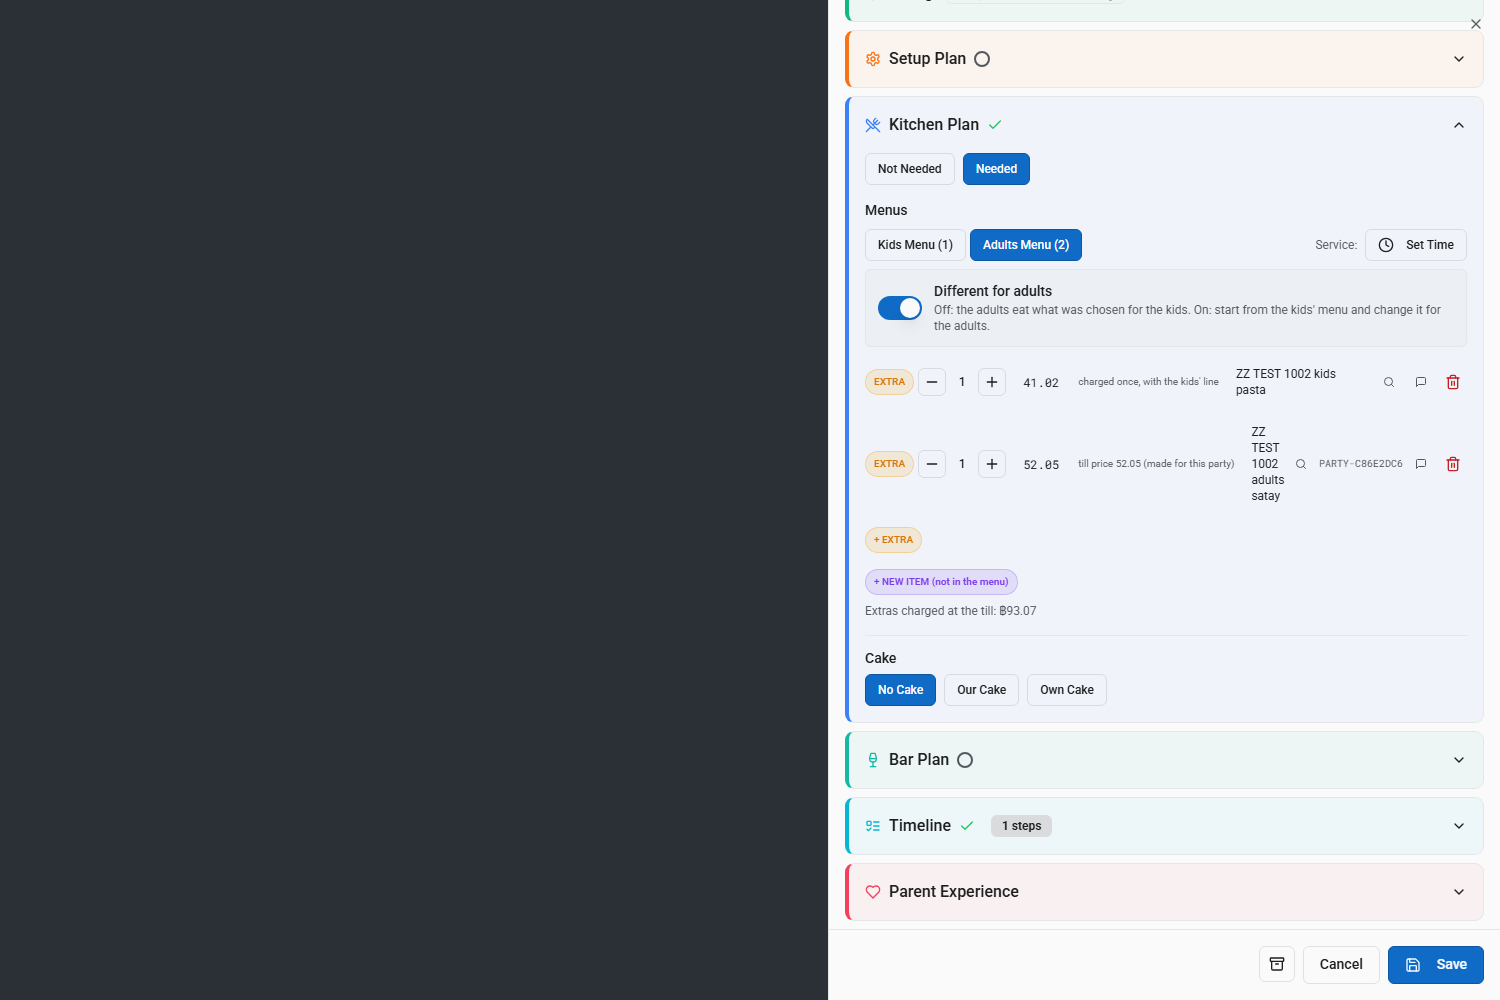 Setup Plan
Kitchen Plan
Not Needed
Needed
Menus
Kids Menu (1)
Adults Menu (2)
Service:
Set Time
Different for adults
Off: the adults eat what was chosen for the kids. On: start from the kids' menu and change it for
the adults.
EXTRA
1
41.02
charged once, with the kids' line
ZZ TEST 1002 kids
pasta
EXTRA
1
52.05
till price 52.05 (made for this party)
ZZ
TEST
1002
adults
satay
PARTY-C86E2DC6
+ EXTRA
+ NEW ITEM (not in the menu)
Extras charged at the till: ฿93.07
Cake
No Cake
Our Cake
Own Cake
Bar Plan
Timeline
1 steps
Parent Experience
Cancel
Save